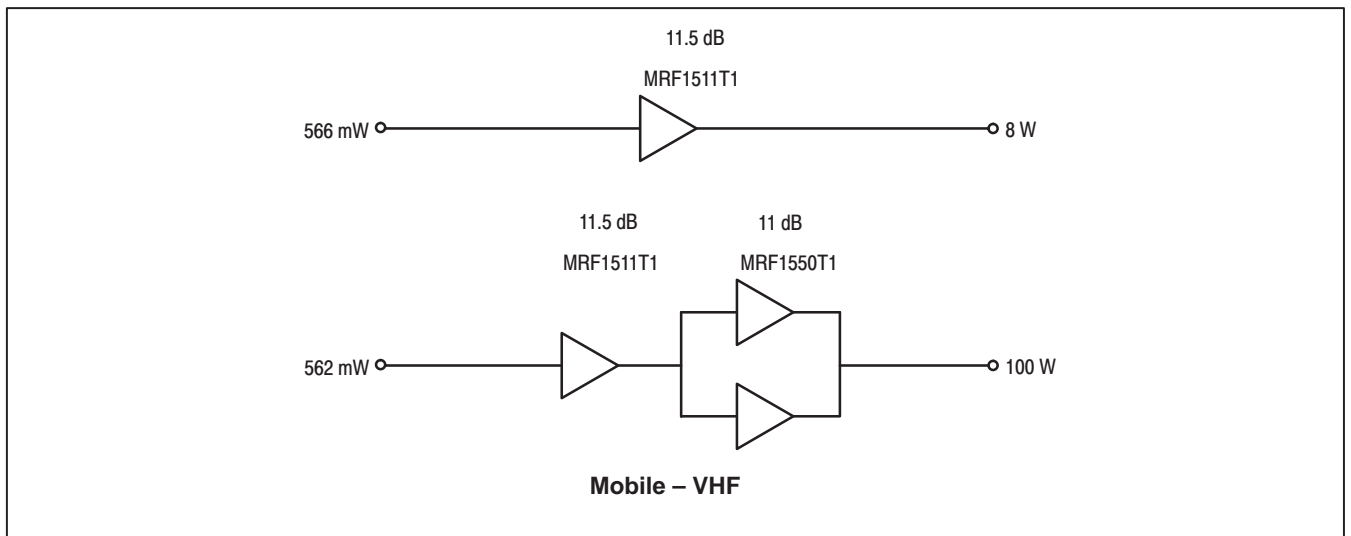 11.5 dB
MRF1511T1
566 mW
8 W
11.5 dB
11 dB
MRF1511T1
MRF1550T1
562 mW
100 W
Mobile – VHF